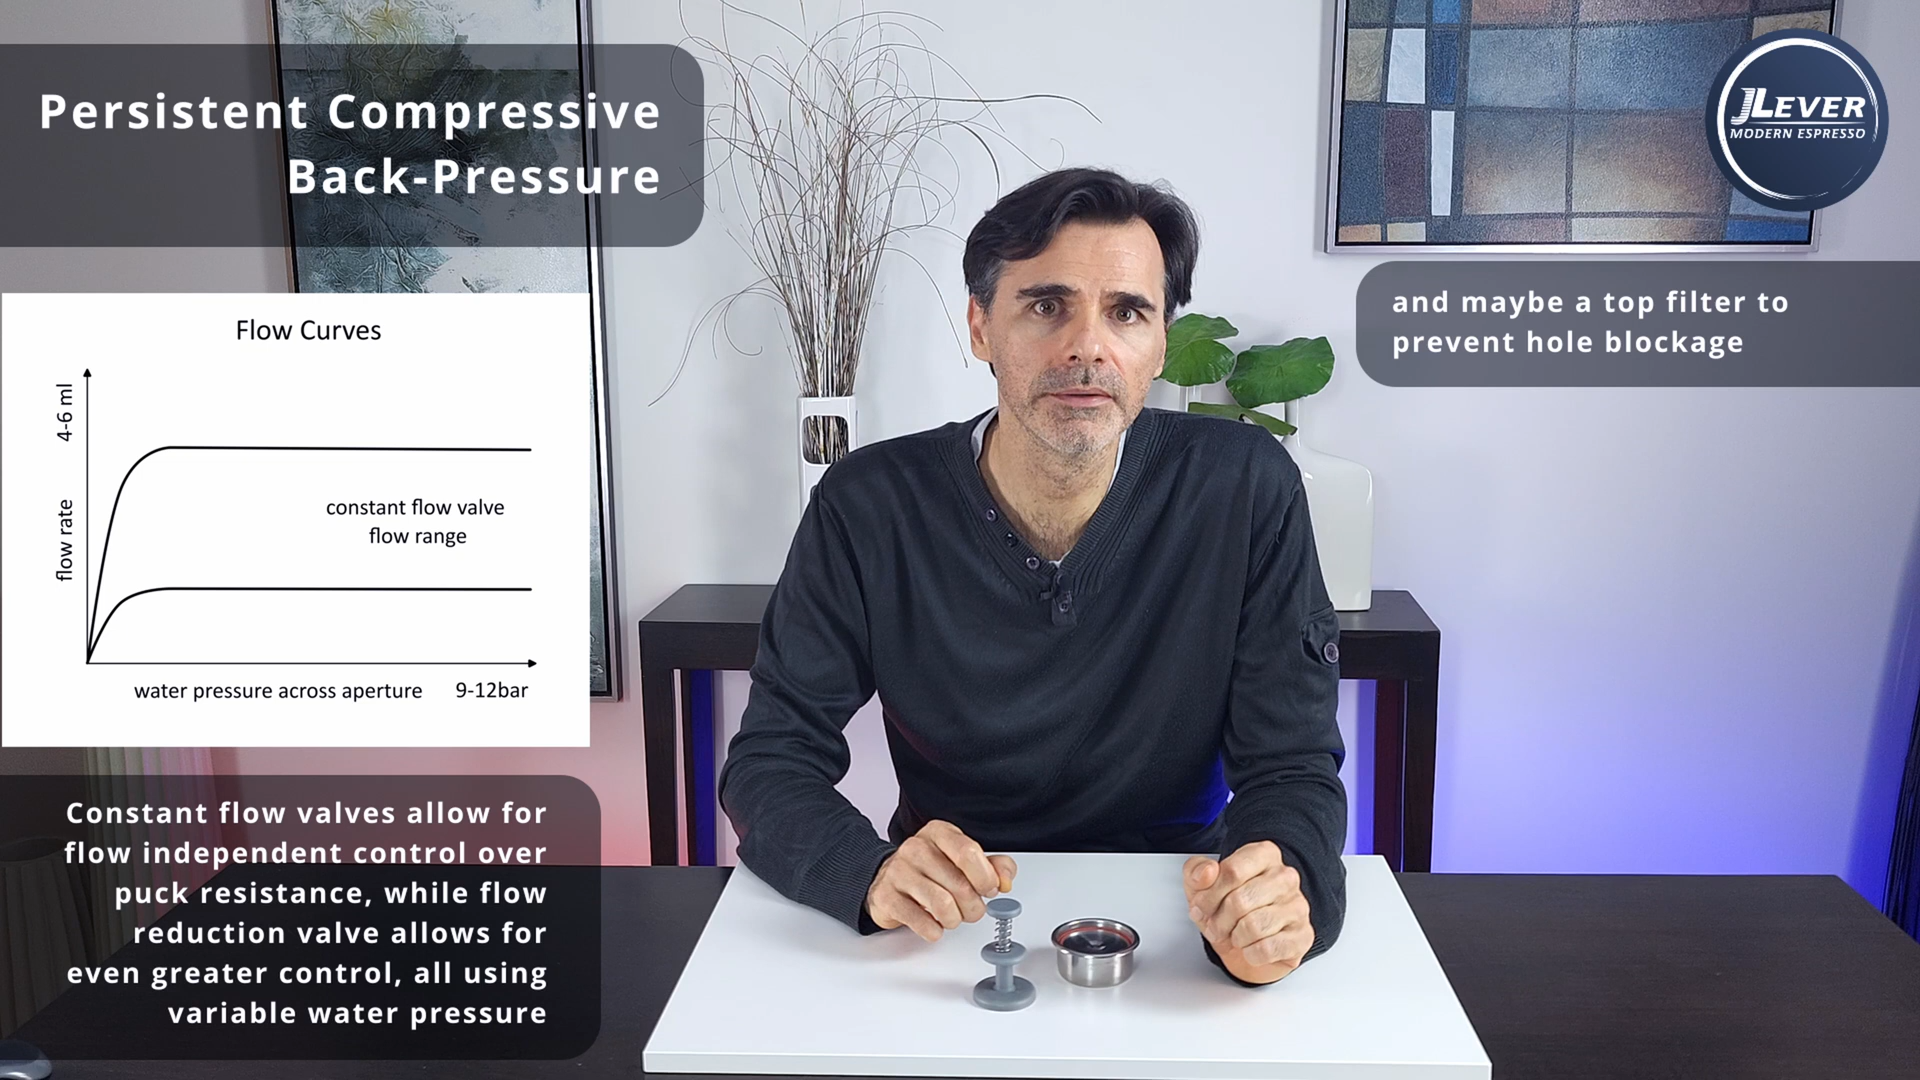 Persistent Compressive
Back-Pressure
JLEVER
MODERN ESPRESSO
and maybe a top filter to
prevent hole blockage
Flow Curves
4-6 ml
flow rate
constant flow valve
flow range
water pressure across aperture 9-12bar
Constant flow valves allow for
flow independent control over
puck resistance, while flow
reduction valve allows for
even greater control, all using
variable water pressure